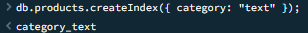 > db.products.createIndex({ category: "text" });
< category_text